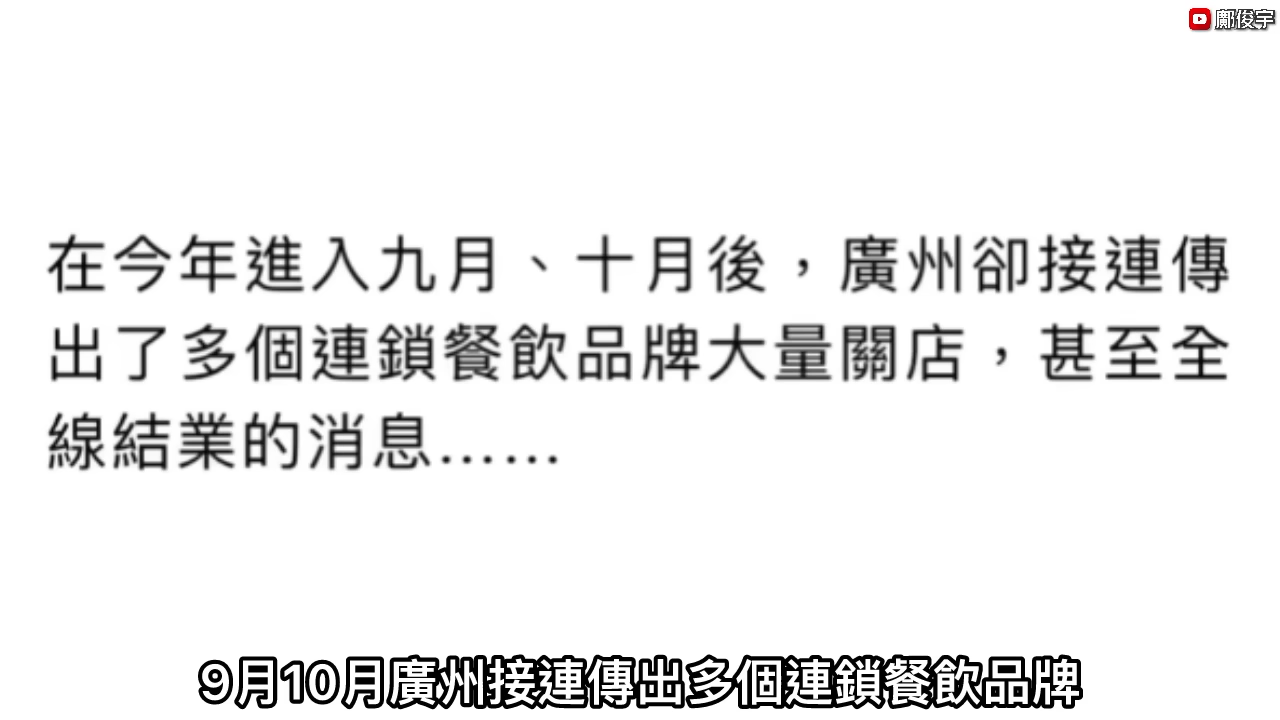 鄺俊宇
在今年進入九月、十月後，廣州卻接連傳
出了多個連鎖餐飲品牌大量關店，甚至全
線結業的消息……
9月10月廣州接連傳出多個連鎖餐飲品牌